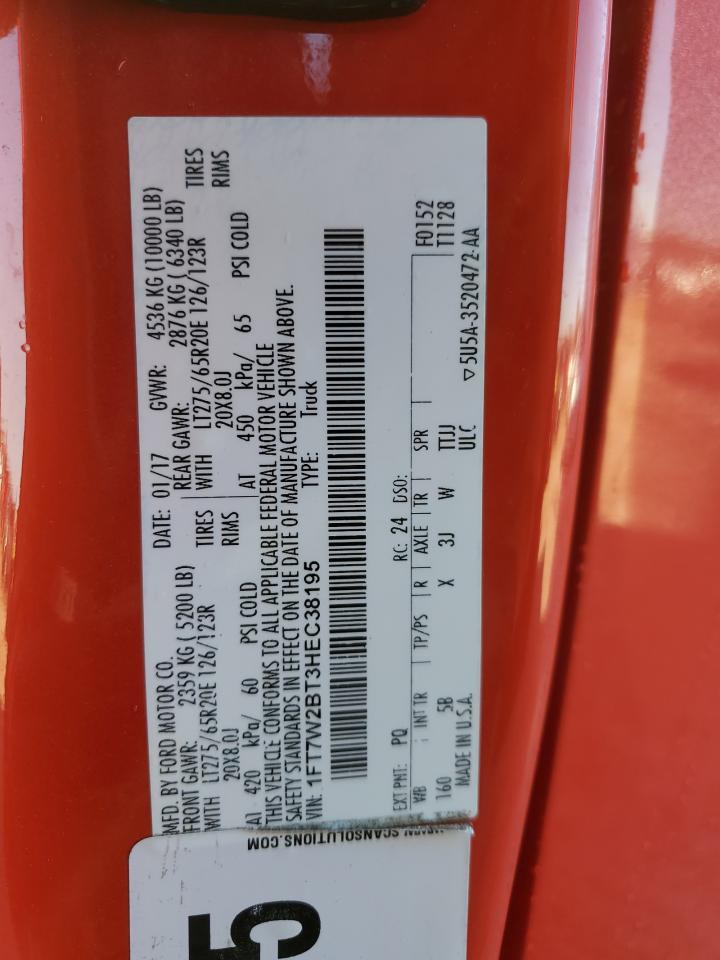 MFD. BY FORD MOTOR CO.
DATE: 01/17 GVWR: 4536 KG (10000 LB)
FRONT GAWR: 2359 KG ( 5200 LB)
REAR GAWR: 2876 KG ( 6340 LB)
WITH LT275/65R20E 126/123R TIRES
WITH LT275/65R20E 126/123R TIRES
20X8.0J RIMS
20X8.0J RIMS
AT 420 kPa/ 60 PSI COLD
AT 450 kPa/ 65 PSI COLD
THIS VEHICLE CONFORMS TO ALL APPLICABLE FEDERAL MOTOR VEHICLE
SAFETY STANDARDS IN EFFECT ON THE DATE OF MANUFACTURE SHOWN ABOVE.
VIN: 1FT7W2BT3HEC38195
TYPE: Truck
F0152
T1128
EXT PNT: PQ RC: 24 DSO:
WB INT TR TP/PS R AXLE TR SPR
160 5B X 3J W TTJJ
ULC
MADE IN U.S.A.
▽5U5A-3520472-AA
SCANSOLUTIONS.COM
5